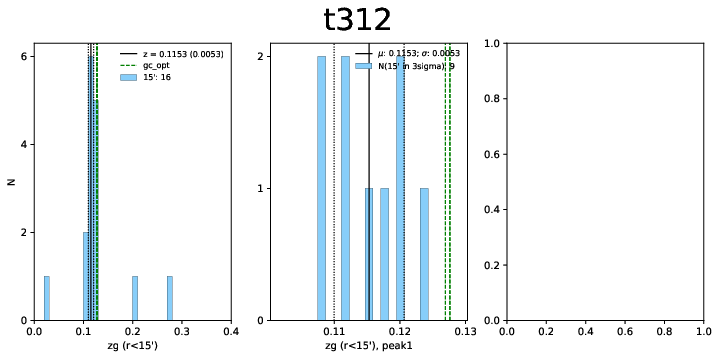 t312
z = 0.1153 (0.0053)
gc_opt
15': 16
N
6
4
2
0
0.0 0.1 0.2 0.3 0.4
zg (r<15')
μ: 0.1153; σ: 0.0053
N(15' in 3sigma): 9
2
1
0
0.11 0.12 0.13
zg (r<15'), peak1
1.0
0.8
0.6
0.4
0.2
0.0
0.0 0.2 0.4 0.6 0.8 1.0